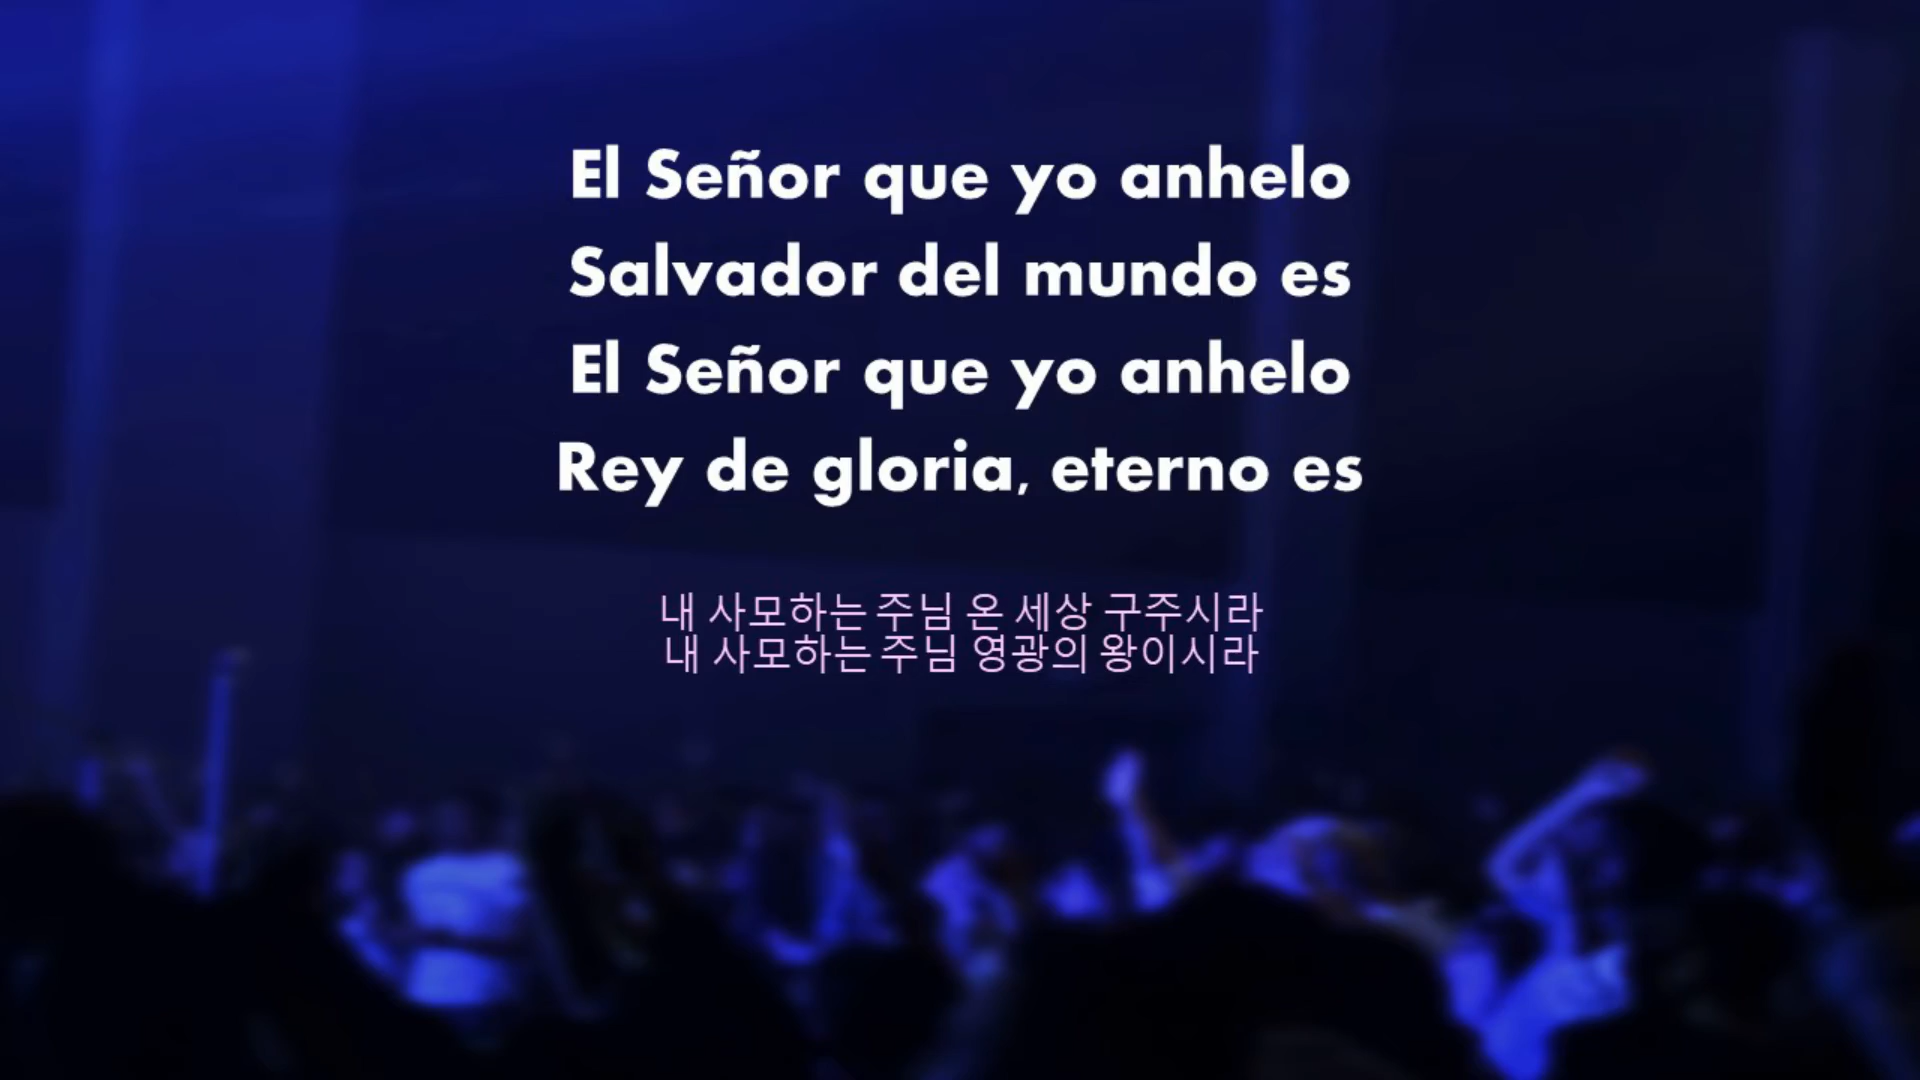 El Señor que yo anhelo
Salvador del mundo es
El Señor que yo anhelo
Rey de gloria, eterno es
내 사모하는 주님 온 세상 구주시라
내 사모하는 주님 영광의 왕이시라